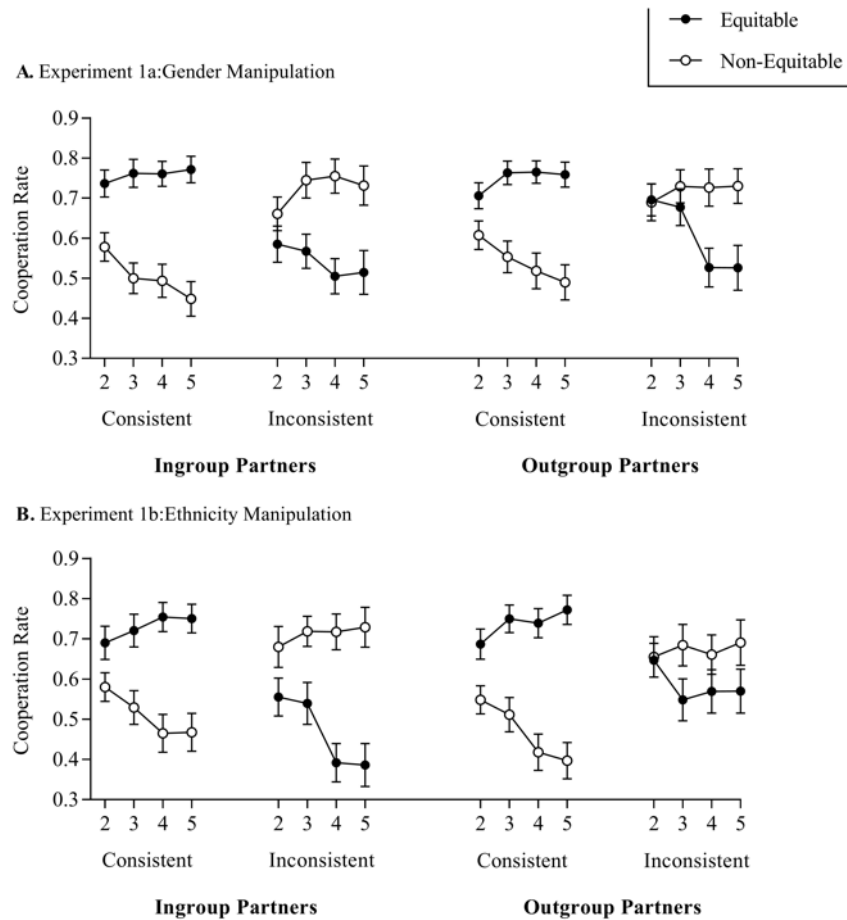 Equitable
Non-Equitable
A. Experiment 1a:Gender Manipulation
Cooperation Rate
0.9
0.8
0.7
0.6
0.5
0.4
0.3
2 3 4 5 2 3 4 5 2 3 4 5 2 3 4 5
Consistent Inconsistent Consistent Inconsistent
Ingroup Partners Outgroup Partners
B. Experiment 1b:Ethnicity Manipulation
Cooperation Rate
0.9
0.8
0.7
0.6
0.5
0.4
0.3
2 3 4 5 2 3 4 5 2 3 4 5 2 3 4 5
Consistent Inconsistent Consistent Inconsistent
Ingroup Partners Outgroup Partners